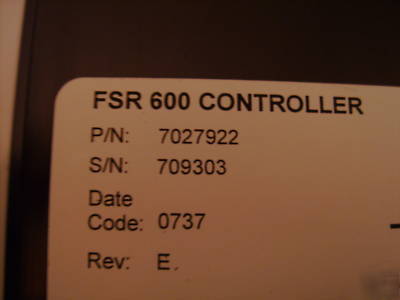 FSR 600 CONTROLLER
P/N: 7027922
S/N: 709303
Date
Code: 0737
Rev: E.